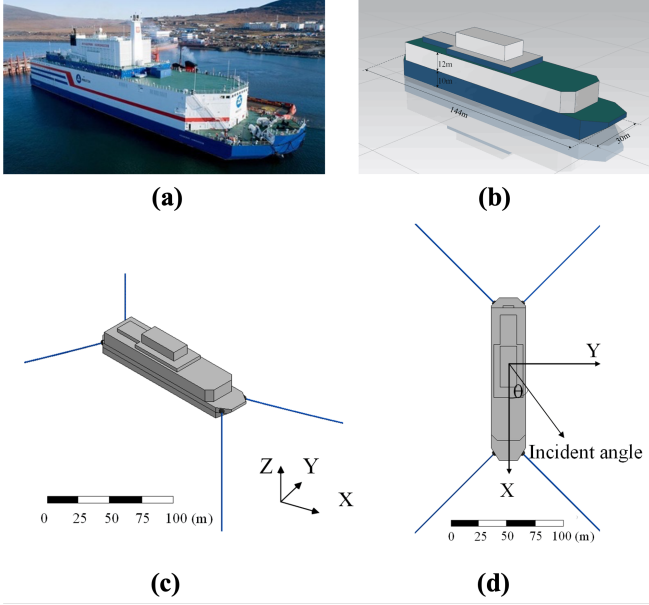 12m
10m
144m
30m
(a)
(b)
Y
θ
Incident angle
X
Z
Y
X
0 25 50 75 100 (m)
0 25 50 75 100 (m)
(c)
(d)